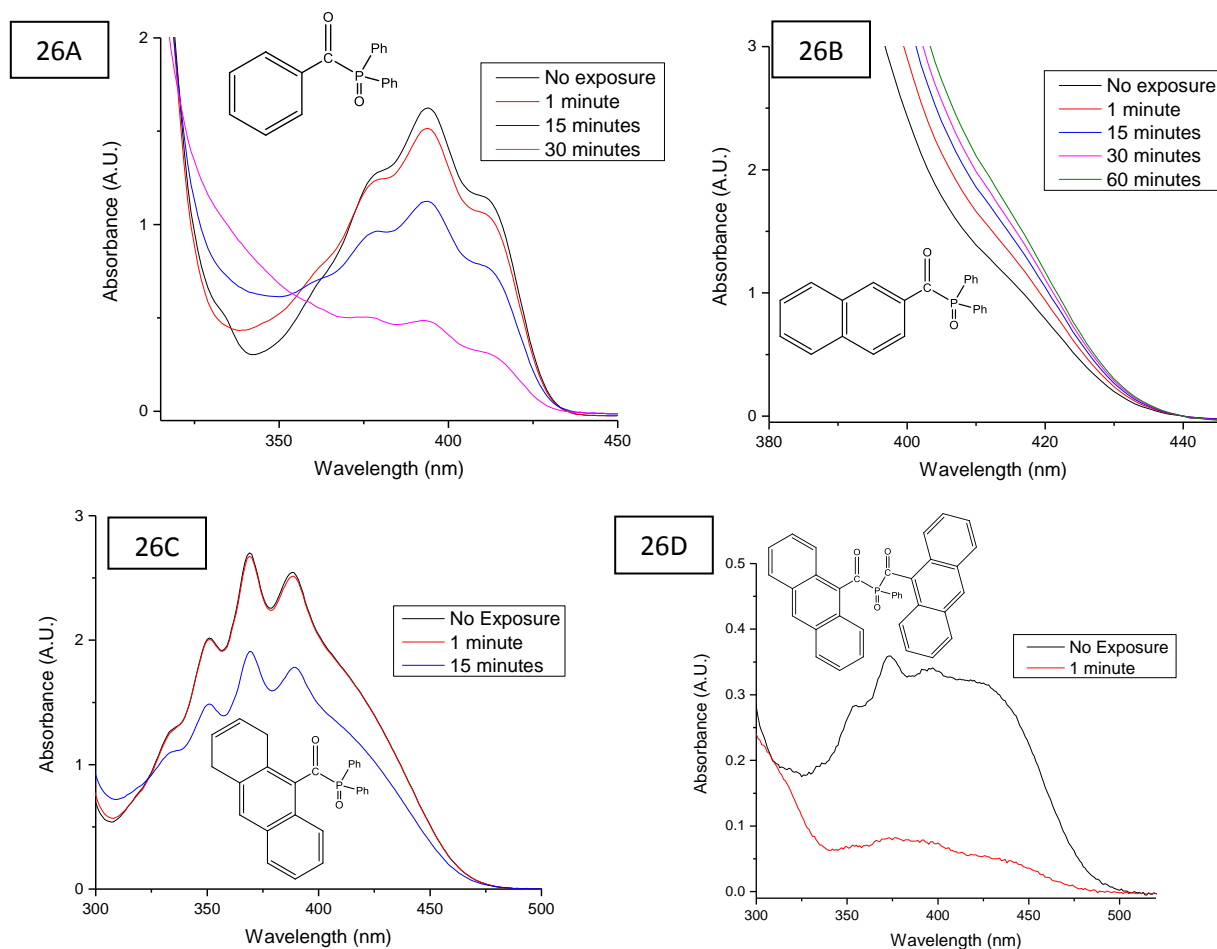 26A
O
C
P
Ph
Ph
O
No exposure
1 minute
15 minutes
30 minutes
2
1
0
350
400
450
Absorbance (A.U.)
Wavelength (nm)
26B
No exposure
1 minute
15 minutes
30 minutes
60 minutes
O
C
P
Ph
Ph
O
3
2
1
0
380
400
420
440
Absorbance (A.U.)
Wavelength (nm)
26C
No Exposure
1 minute
15 minutes
O
C
P
Ph
Ph
O
3
2
1
0
300
350
400
450
500
Absorbance (A.U.)
Wavelength (nm)
26D
O
O
C
C
P
Ph
O
No Exposure
1 minute
0.5
0.4
0.3
0.2
0.1
0.0
300
350
400
450
500
Absorbance (A.U.)
Wavelength (nm)